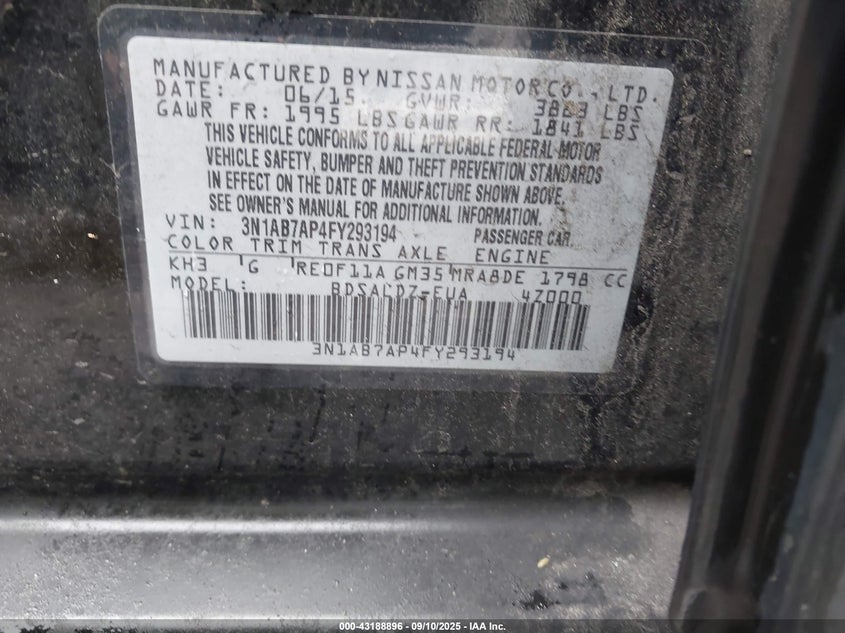 MANUFACTURED BY NISSAN MOTOR CO., LTD.
DATE: 06/15 GVWR: 3883 LBS
GAWR FR: 1995 LBS GAWR RR: 1841 LBS
THIS VEHICLE CONFORMS TO ALL APPLICABLE FEDERAL MOTOR
VEHICLE SAFETY, BUMPER AND THEFT PREVENTION STANDARDS
IN EFFECT ON THE DATE OF MANUFACTURE SHOWN ABOVE.
SEE OWNER'S MANUAL FOR ADDITIONAL INFORMATION.
VIN: 3N1AB7AP4FY293194 PASSENGER CAR
COLOR TRIM TRANS AXLE ENGINE
KH3 G RE0F11A GM35 MRA8DE 1798 CC
MODEL: BDSALDZ-EUA 4Z000
3N1AB7AP4FY293194
000-43188896 - 09/10/2025 - IAA Inc.